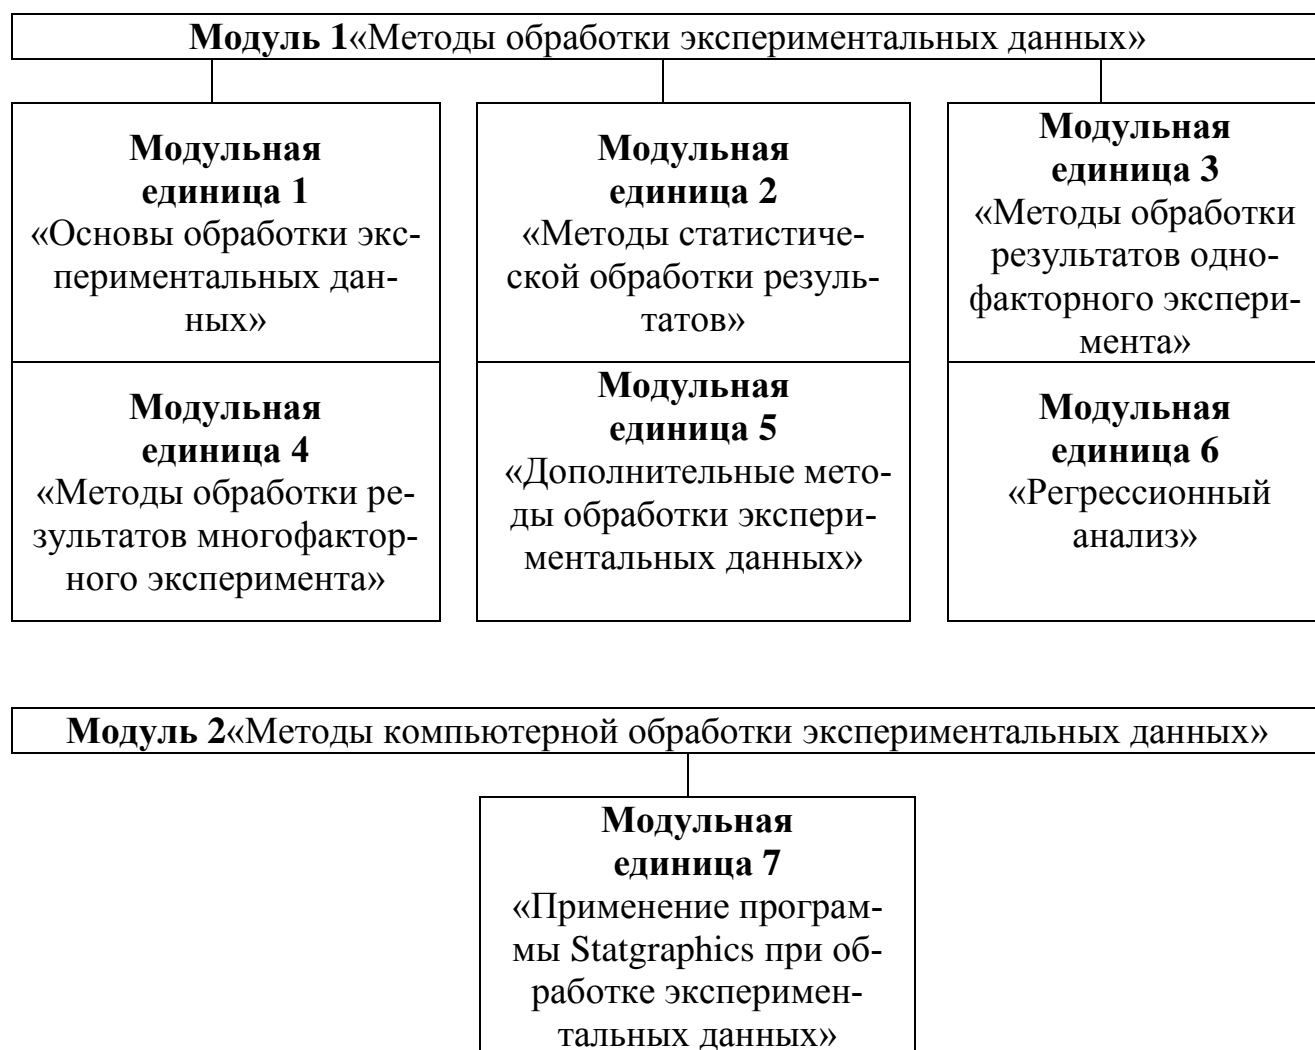 Модуль 1«Методы обработки экспериментальных данных»
Модульная
единица 1
«Основы обработки экс-
периментальных дан-
ных»
Модульная
единица 2
«Методы статистиче-
ской обработки резуль-
татов»
Модульная
единица 3
«Методы обработки
результатов одно-
факторного экспери-
мента»
Модульная
единица 4
«Методы обработки ре-
зультатов многофактор-
ного эксперимента»
Модульная
единица 5
«Дополнительные мето-
ды обработки экспери-
ментальных данных»
Модульная
единица 6
«Регрессионный
анализ»
Модуль 2«Методы компьютерной обработки экспериментальных данных»
Модульная
единица 7
«Применение програм-
мы Statgraphics при об-
работке эксперимен-
тальных данных»